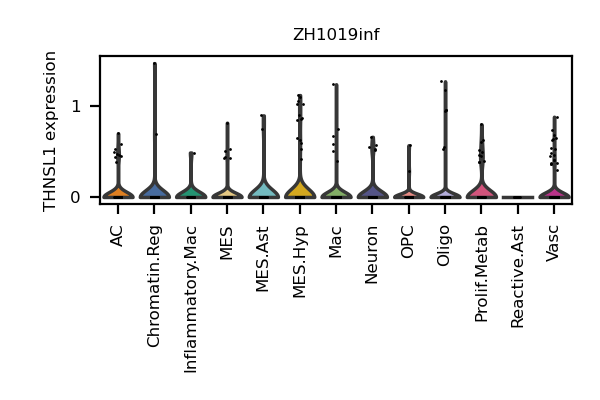 ZH1019inf
THNSL1 expression
1
0
AC
Chromatin.Reg
Inflammatory.Mac
MES
MES.Ast
MES.Hyp
Mac
Neuron
OPC
Oligo
Prolif.Metab
Reactive.Ast
Vasc